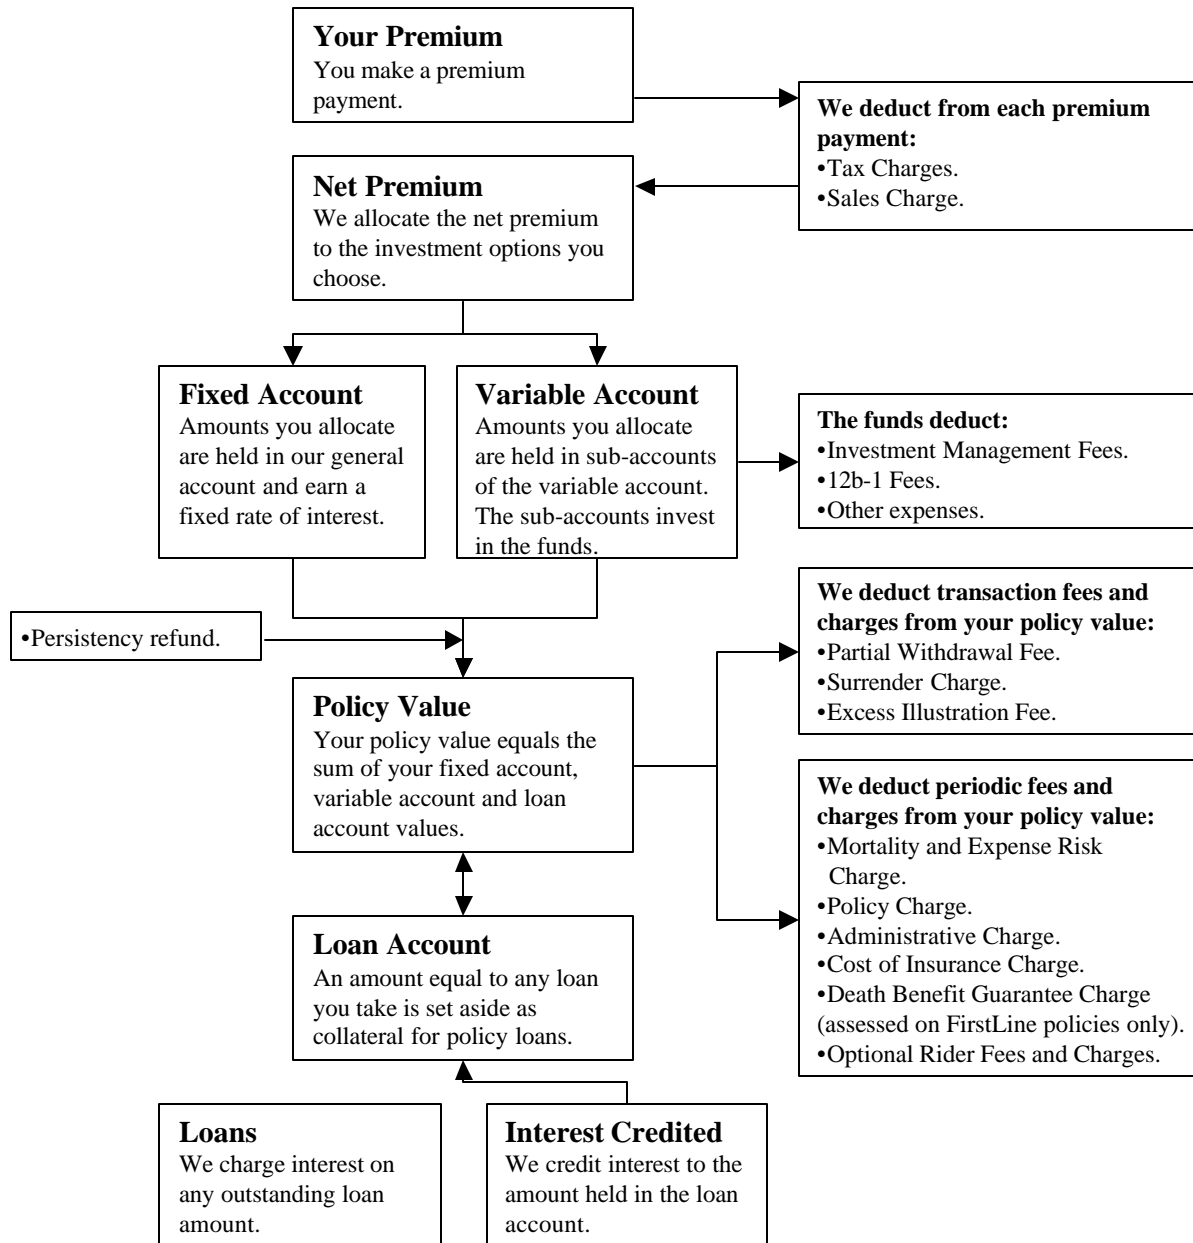 Your Premium
You make a premium
payment.
We deduct from each premium
payment:
•Tax Charges.
•Sales Charge.
Net Premium
We allocate the net premium
to the investment options you
choose.
Fixed Account
Amounts you allocate
are held in our general
account and earn a
fixed rate of interest.
Variable Account
Amounts you allocate
are held in sub-accounts
of the variable account.
The sub-accounts invest
in the funds.
The funds deduct:
•Investment Management Fees.
•12b-1 Fees.
•Other expenses.
•Persistency refund.
We deduct transaction fees and
charges from your policy value:
•Partial Withdrawal Fee.
•Surrender Charge.
•Excess Illustration Fee.
Policy Value
Your policy value equals the
sum of your fixed account,
variable account and loan
account values.
We deduct periodic fees and
charges from your policy value:
•Mortality and Expense Risk
Charge.
•Policy Charge.
•Administrative Charge.
•Cost of Insurance Charge.
•Death Benefit Guarantee Charge
(assessed on FirstLine policies only).
•Optional Rider Fees and Charges.
Loan Account
An amount equal to any loan
you take is set aside as
collateral for policy loans.
Loans
We charge interest on
any outstanding loan
amount.
Interest Credited
We credit interest to the
amount held in the loan
account.